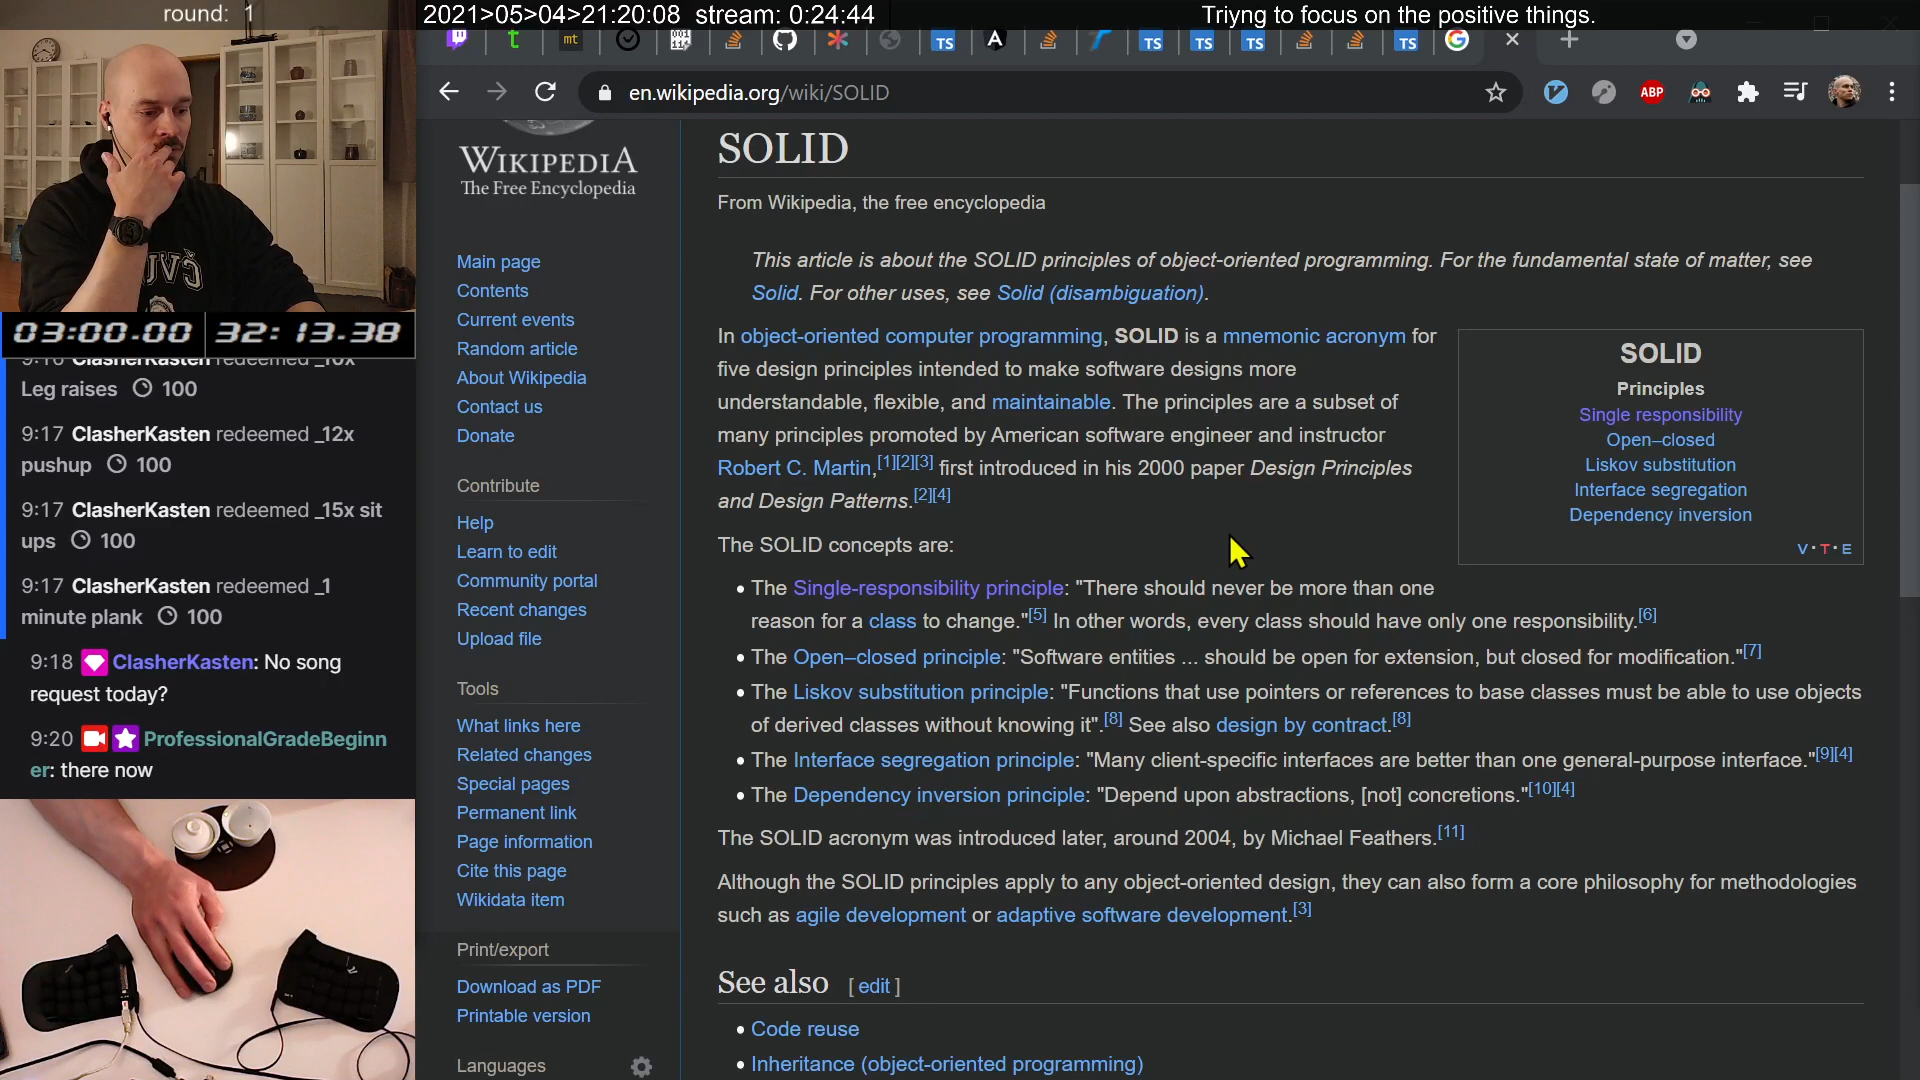 round: 1
2021>05>04>21:20:08 stream: 0:24:44
Triyng to focus on the positive things.
en.wikipedia.org/wiki/SOLID
ABP
03:00.00
32:13.38
9:16 ClasherKasten redeemed _10x
Leg raises 100
9:17 ClasherKasten redeemed _12x
pushup 100
9:17 ClasherKasten redeemed _15x sit
ups 100
9:17 ClasherKasten redeemed _1
minute plank 100
9:18 ClasherKasten: No song
request today?
9:20 ProfessionalGradeBeginn
er: there now
WIKIPEDIA
The Free Encyclopedia
Main page
Contents
Current events
Random article
About Wikipedia
Contact us
Donate
Contribute
Help
Learn to edit
Community portal
Recent changes
Upload file
Tools
What links here
Related changes
Special pages
Permanent link
Page information
Cite this page
Wikidata item
Print/export
Download as PDF
Printable version
Languages
SOLID
From Wikipedia, the free encyclopedia
This article is about the SOLID principles of object-oriented programming. For the fundamental state of matter, see
Solid. For other uses, see Solid (disambiguation).
In object-oriented computer programming, SOLID is a mnemonic acronym for
five design principles intended to make software designs more
understandable, flexible, and maintainable. The principles are a subset of
many principles promoted by American software engineer and instructor
Robert C. Martin,[1][2][3] first introduced in his 2000 paper Design Principles
and Design Patterns.[2][4]
SOLID
Principles
Single responsibility
Open–closed
Liskov substitution
Interface segregation
Dependency inversion
V·T·E
The SOLID concepts are:
• The Single-responsibility principle: "There should never be more than one
reason for a class to change."[5] In other words, every class should have only one responsibility.[6]
• The Open–closed principle: "Software entities ... should be open for extension, but closed for modification."[7]
• The Liskov substitution principle: "Functions that use pointers or references to base classes must be able to use objects
of derived classes without knowing it".[8] See also design by contract.[8]
• The Interface segregation principle: "Many client-specific interfaces are better than one general-purpose interface."[9][4]
• The Dependency inversion principle: "Depend upon abstractions, [not] concretions."[10][4]
The SOLID acronym was introduced later, around 2004, by Michael Feathers.[11]
Although the SOLID principles apply to any object-oriented design, they can also form a core philosophy for methodologies
such as agile development or adaptive software development.[3]
See also [ edit ]
• Code reuse
• Inheritance (object-oriented programming)